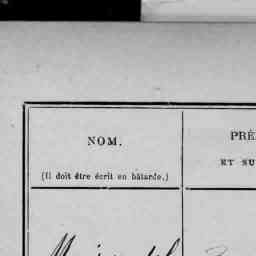 NOM.
PRÉ
ET SU
(Il doit être écrit en bâtarde.)